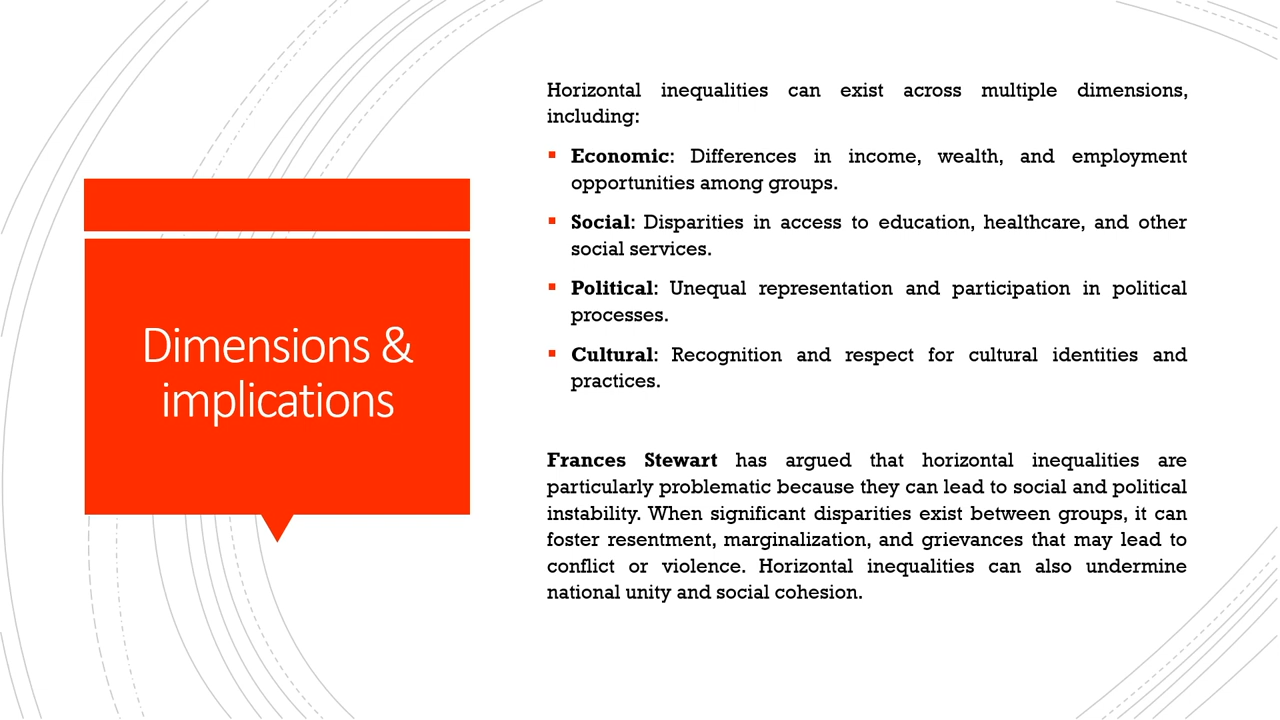 Dimensions &
implications
Horizontal inequalities can exist across multiple dimensions,
including:
▪ Economic: Differences in income, wealth, and employment
opportunities among groups.
▪ Social: Disparities in access to education, healthcare, and other
social services.
▪ Political: Unequal representation and participation in political
processes.
▪ Cultural: Recognition and respect for cultural identities and
practices.
Frances Stewart has argued that horizontal inequalities are
particularly problematic because they can lead to social and political
instability. When significant disparities exist between groups, it can
foster resentment, marginalization, and grievances that may lead to
conflict or violence. Horizontal inequalities can also undermine
national unity and social cohesion.